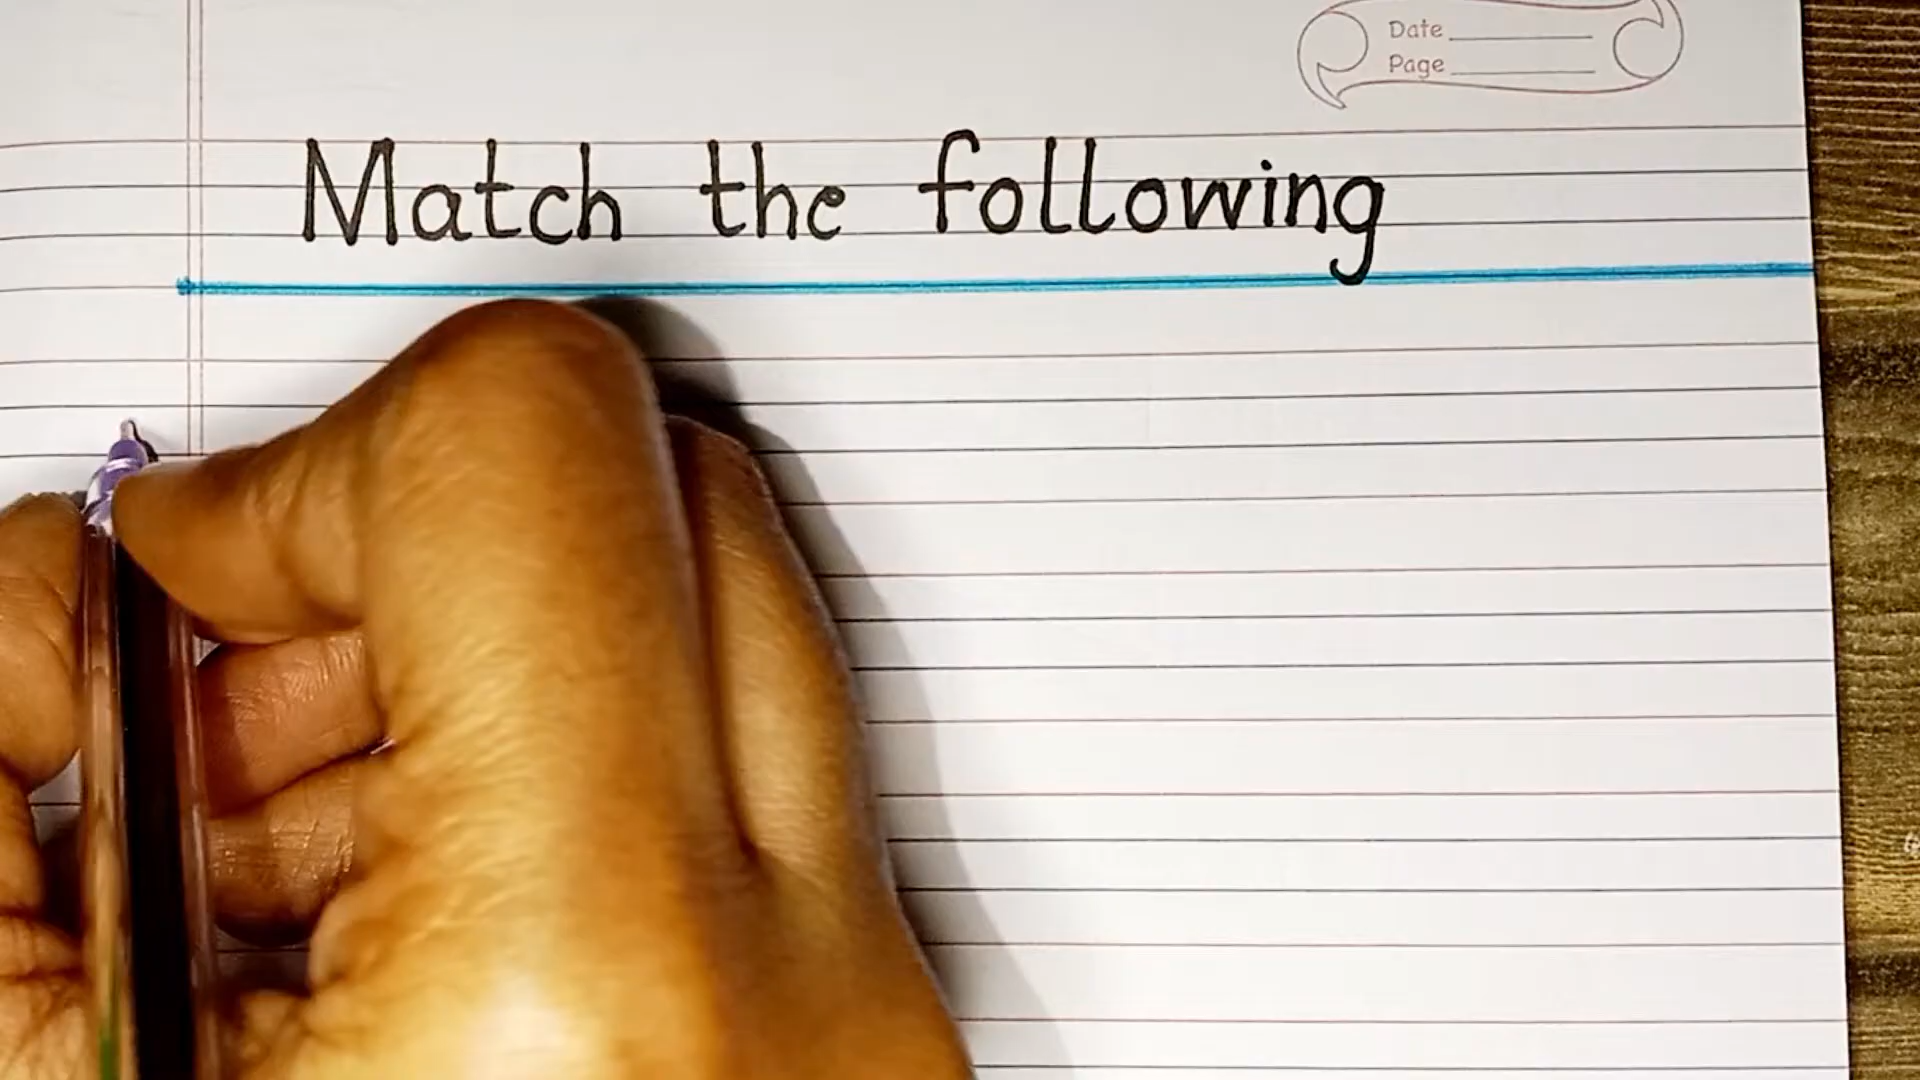 Date
Page
Match the following